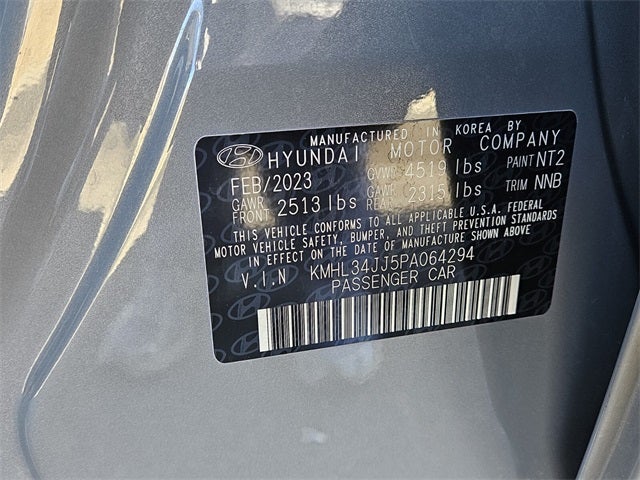 MANUFACTURED IN KOREA BY
HYUNDAI MOTOR COMPANY
FEB/2023 GVWR 4519 lbs PAINT NT2
GAWR FRONT 2513 lbs GAWR REAR 2315 lbs TRIM NNB
THIS VEHICLE CONFORMS TO ALL APPLICABLE U.S.A. FEDERAL
MOTOR VEHICLE SAFETY, BUMPER, AND THEFT PREVENTION STANDARDS
IN EFFECT ON THE DATE OF MANUFACTURE SHOWN ABOVE.
V.I.N KMHL34JJ5PA064294
PASSENGER CAR